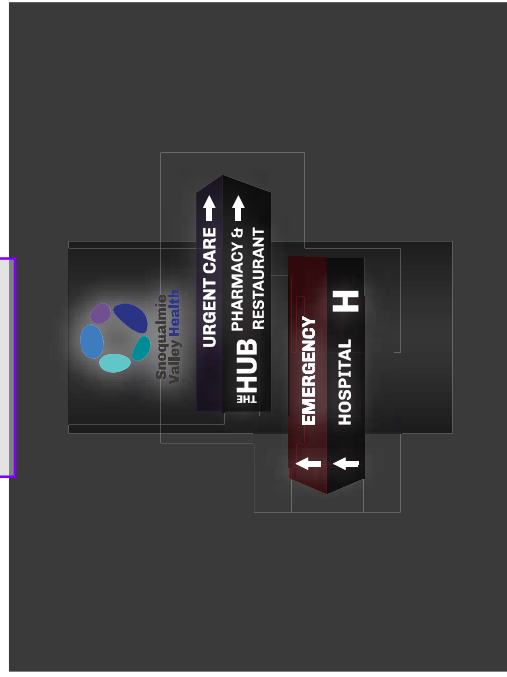 Snoqualmie
Valley Health
URGENT CARE
THE HUB PHARMACY &
RESTAURANT
EMERGENCY
HOSPITAL H